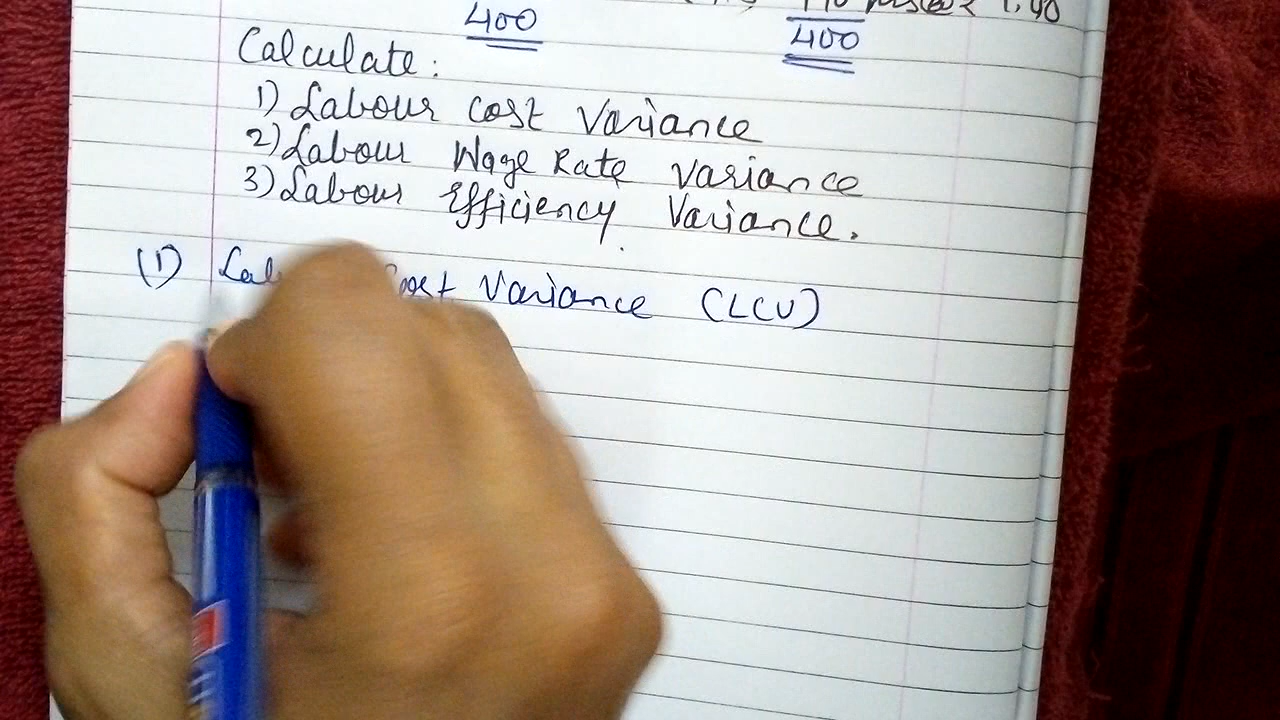 400
400
Calculate:
1) Labour Cost Variance
2) Labour Wage Rate Variance
3) Labour Efficiency Variance.
(1) Cost Variance (LCV)